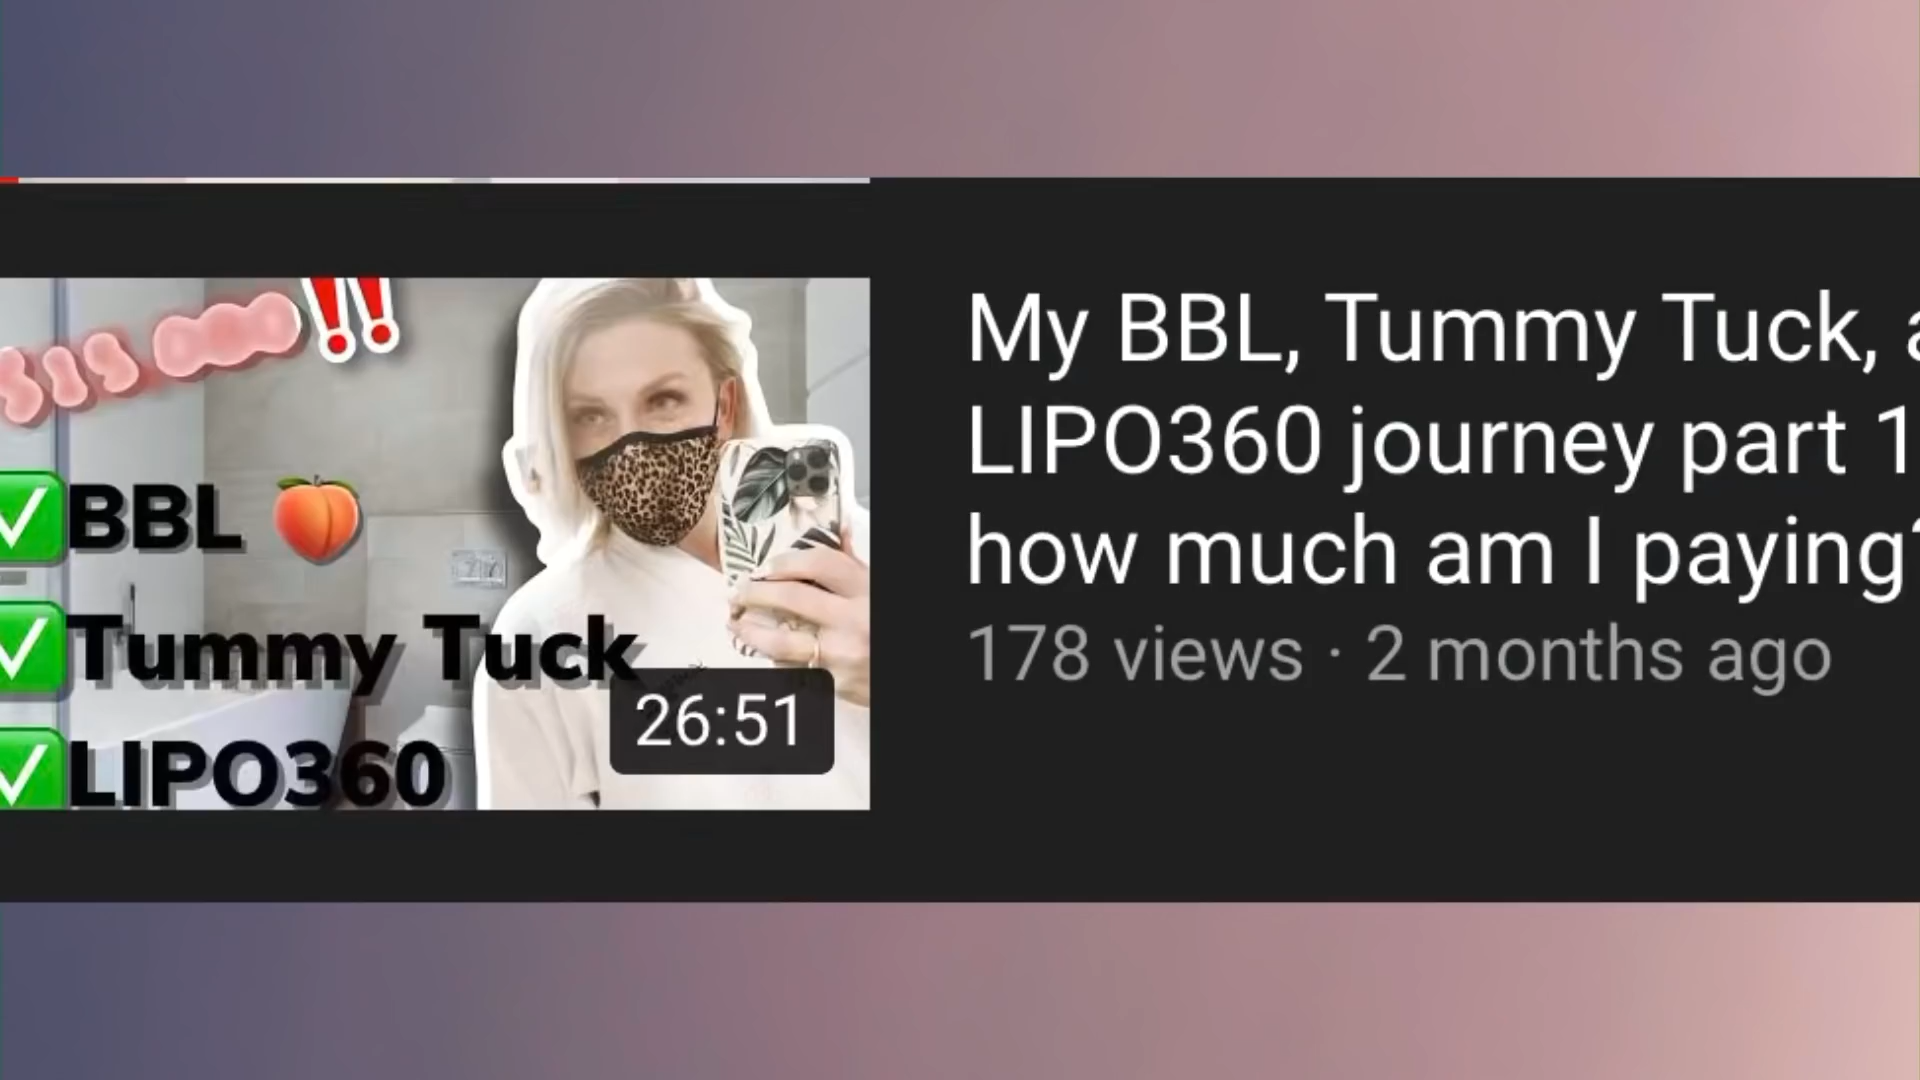 BBL
Tummy Tuck
LIPO360
26:51
My BBL, Tummy Tuck,
LIPO360 journey part 1
how much am I paying?
178 views · 2 months ago